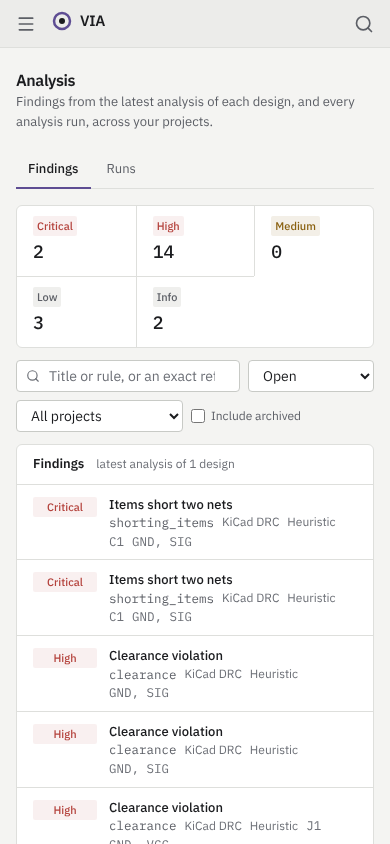 VIA
Analysis
Findings from the latest analysis of each design, and every
analysis run, across your projects.
Findings Runs
Critical High Medium
2 14 0
Low Info
3 2
Title or rule, or an exact ref Open
All projects Include archived
Findings latest analysis of 1 design
Critical Items short two nets
shorting_items KiCad DRC Heuristic
C1 GND, SIG
Critical Items short two nets
shorting_items KiCad DRC Heuristic
C1 GND, SIG
High Clearance violation
clearance KiCad DRC Heuristic
GND, SIG
High Clearance violation
clearance KiCad DRC Heuristic
GND, SIG
High Clearance violation
clearance KiCad DRC Heuristic J1
GND, VCC